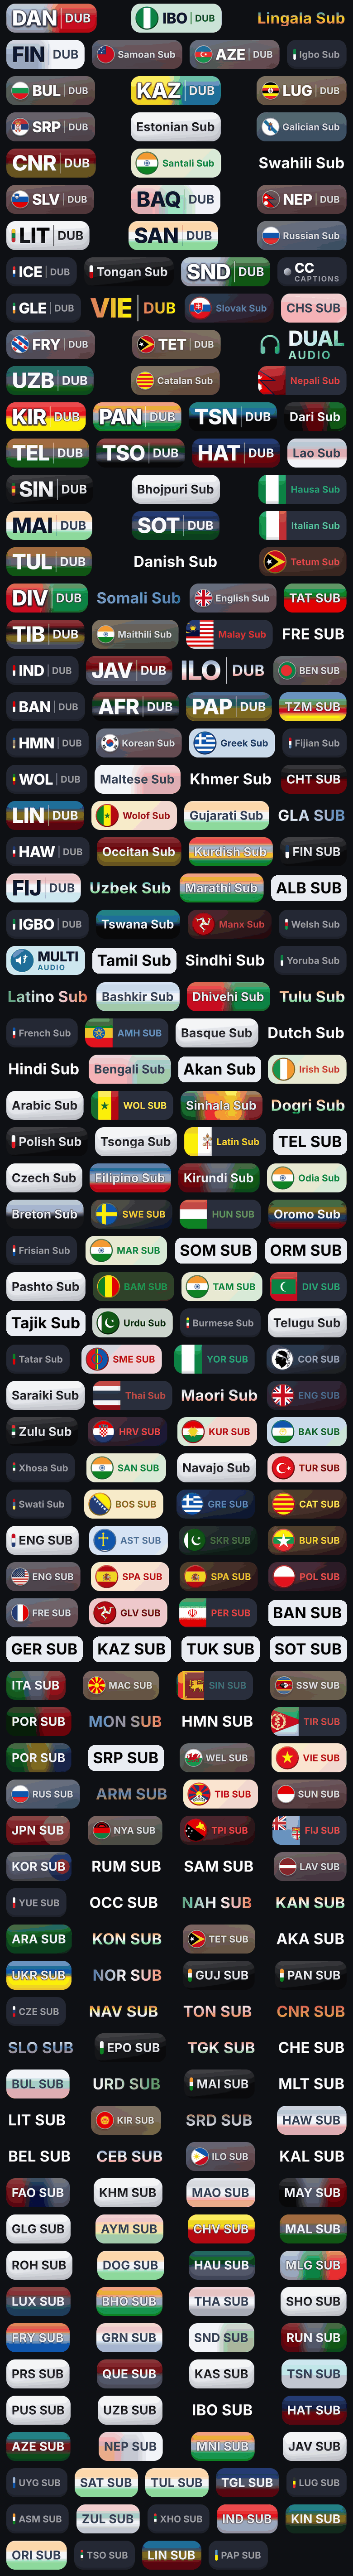 DAN | DUB IBO | DUB Lingala Sub
FIN | DUB Samoan Sub AZE | DUB Igbo Sub
BUL | DUB KAZ | DUB LUG | DUB
SRP | DUB Estonian Sub Galician Sub
CNR | DUB Santali Sub Swahili Sub
SLV | DUB BAQ | DUB NEP | DUB
LIT | DUB SAN | DUB Russian Sub
ICE | DUB Tongan Sub SND | DUB CC CAPTIONS
GLE | DUB VIE | DUB Slovak Sub CHS SUB
FRY | DUB TET | DUB DUAL AUDIO
UZB | DUB Catalan Sub Nepali Sub
KIR | DUB PAN | DUB TSN | DUB Dari Sub
TEL | DUB TSO | DUB HAT | DUB Lao Sub
SIN | DUB Bhojpuri Sub Hausa Sub
MAI | DUB SOT | DUB Italian Sub
TUL | DUB Danish Sub Tetum Sub
DIV | DUB Somali Sub English Sub TAT SUB
TIB | DUB Maithili Sub Malay Sub FRE SUB
IND | DUB JAV | DUB ILO | DUB BEN SUB
BAN | DUB AFR | DUB PAP | DUB TZM SUB
HMN | DUB Korean Sub Greek Sub Fijian Sub
WOL | DUB Maltese Sub Khmer Sub CHT SUB
LIN | DUB Wolof Sub Gujarati Sub GLA SUB
HAW | DUB Occitan Sub Kurdish Sub FIN SUB
FIJ | DUB Uzbek Sub Marathi Sub ALB SUB
IGBO | DUB Tswana Sub Manx Sub Welsh Sub
MULTI AUDIO Tamil Sub Sindhi Sub Yoruba Sub
Latino Sub Bashkir Sub Dhivehi Sub Tulu Sub
French Sub AMH SUB Basque Sub Dutch Sub
Hindi Sub Bengali Sub Akan Sub Irish Sub
Arabic Sub WOL SUB Sinhala Sub Dogri Sub
Polish Sub Tsonga Sub Latin Sub TEL SUB
Czech Sub Filipino Sub Kirundi Sub Odia Sub
Breton Sub SWE SUB HUN SUB Oromo Sub
Frisian Sub MAR SUB SOM SUB ORM SUB
Pashto Sub BAM SUB TAM SUB DIV SUB
Tajik Sub Urdu Sub Burmese Sub Telugu Sub
Tatar Sub SME SUB YOR SUB COR SUB
Saraiki Sub Thai Sub Maori Sub ENG SUB
Zulu Sub HRV SUB KUR SUB BAK SUB
Xhosa Sub SAN SUB Navajo Sub TUR SUB
Swati Sub BOS SUB GRE SUB CAT SUB
ENG SUB AST SUB SKR SUB BUR SUB
ENG SUB SPA SUB SPA SUB POL SUB
FRE SUB GLV SUB PER SUB BAN SUB
GER SUB KAZ SUB TUK SUB SOT SUB
ITA SUB MAC SUB SIN SUB SSW SUB
POR SUB MON SUB HMN SUB TIR SUB
POR SUB SRP SUB WEL SUB VIE SUB
RUS SUB ARM SUB TIB SUB SUN SUB
JPN SUB NYA SUB TPI SUB FIJ SUB
KOR SUB RUM SUB SAM SUB LAV SUB
YUE SUB OCC SUB NAH SUB KAN SUB
ARA SUB KON SUB TET SUB AKA SUB
UKR SUB NOR SUB GUJ SUB PAN SUB
CZE SUB NAV SUB TON SUB CNR SUB
SLO SUB EPO SUB TGK SUB CHE SUB
BUL SUB URD SUB MAI SUB MLT SUB
LIT SUB KIR SUB SRD SUB HAW SUB
BEL SUB CEB SUB ILO SUB KAL SUB
FAO SUB KHM SUB MAO SUB MAY SUB
GLG SUB AYM SUB CHV SUB MAL SUB
ROH SUB DOG SUB HAU SUB MLG SUB
LUX SUB BHO SUB THA SUB SHO SUB
FRY SUB GRN SUB SND SUB RUN SUB
PRS SUB QUE SUB KAS SUB TSN SUB
PUS SUB UZB SUB IBO SUB HAT SUB
AZE SUB NEP SUB MNI SUB JAV SUB
UYG SUB SAT SUB TUL SUB TGL SUB LUG SUB
ASM SUB ZUL SUB XHO SUB IND SUB KIN SUB
ORI SUB TSO SUB LIN SUB PAP SUB